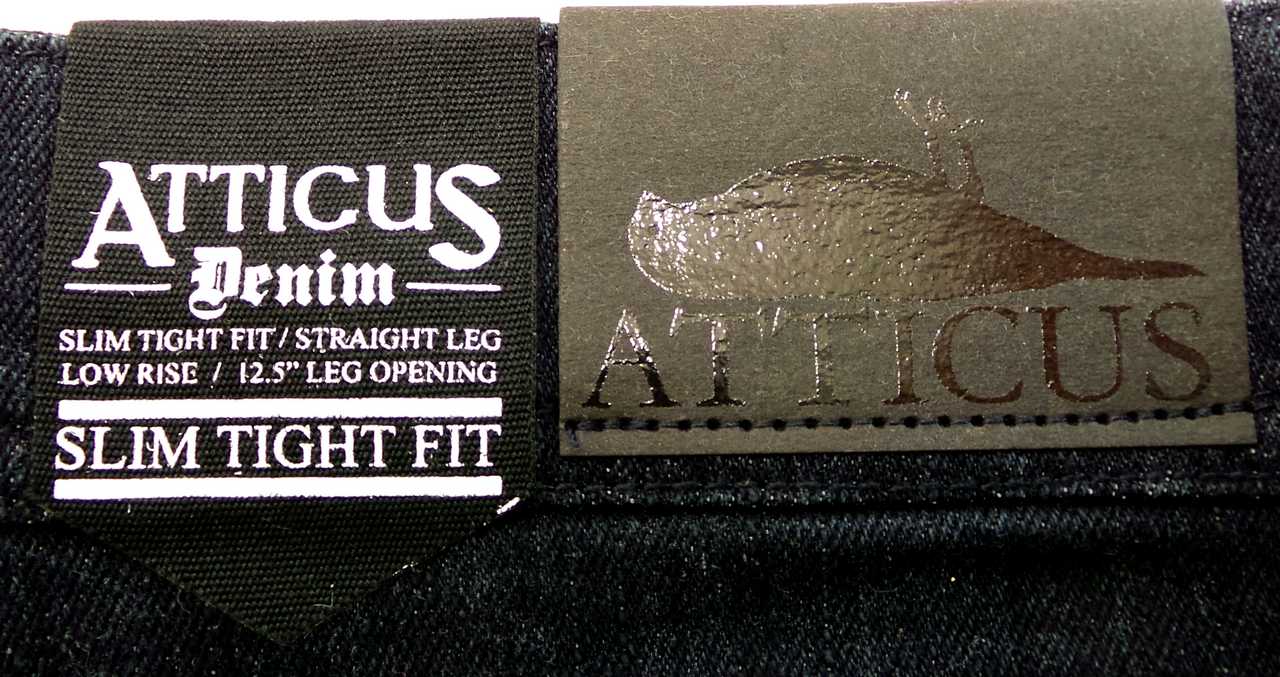 ATTICUS
Denim
SLIM TIGHT FIT / STRAIGHT LEG
LOW RISE / 12.5” LEG OPENING
SLIM TIGHT FIT
ATTICUS